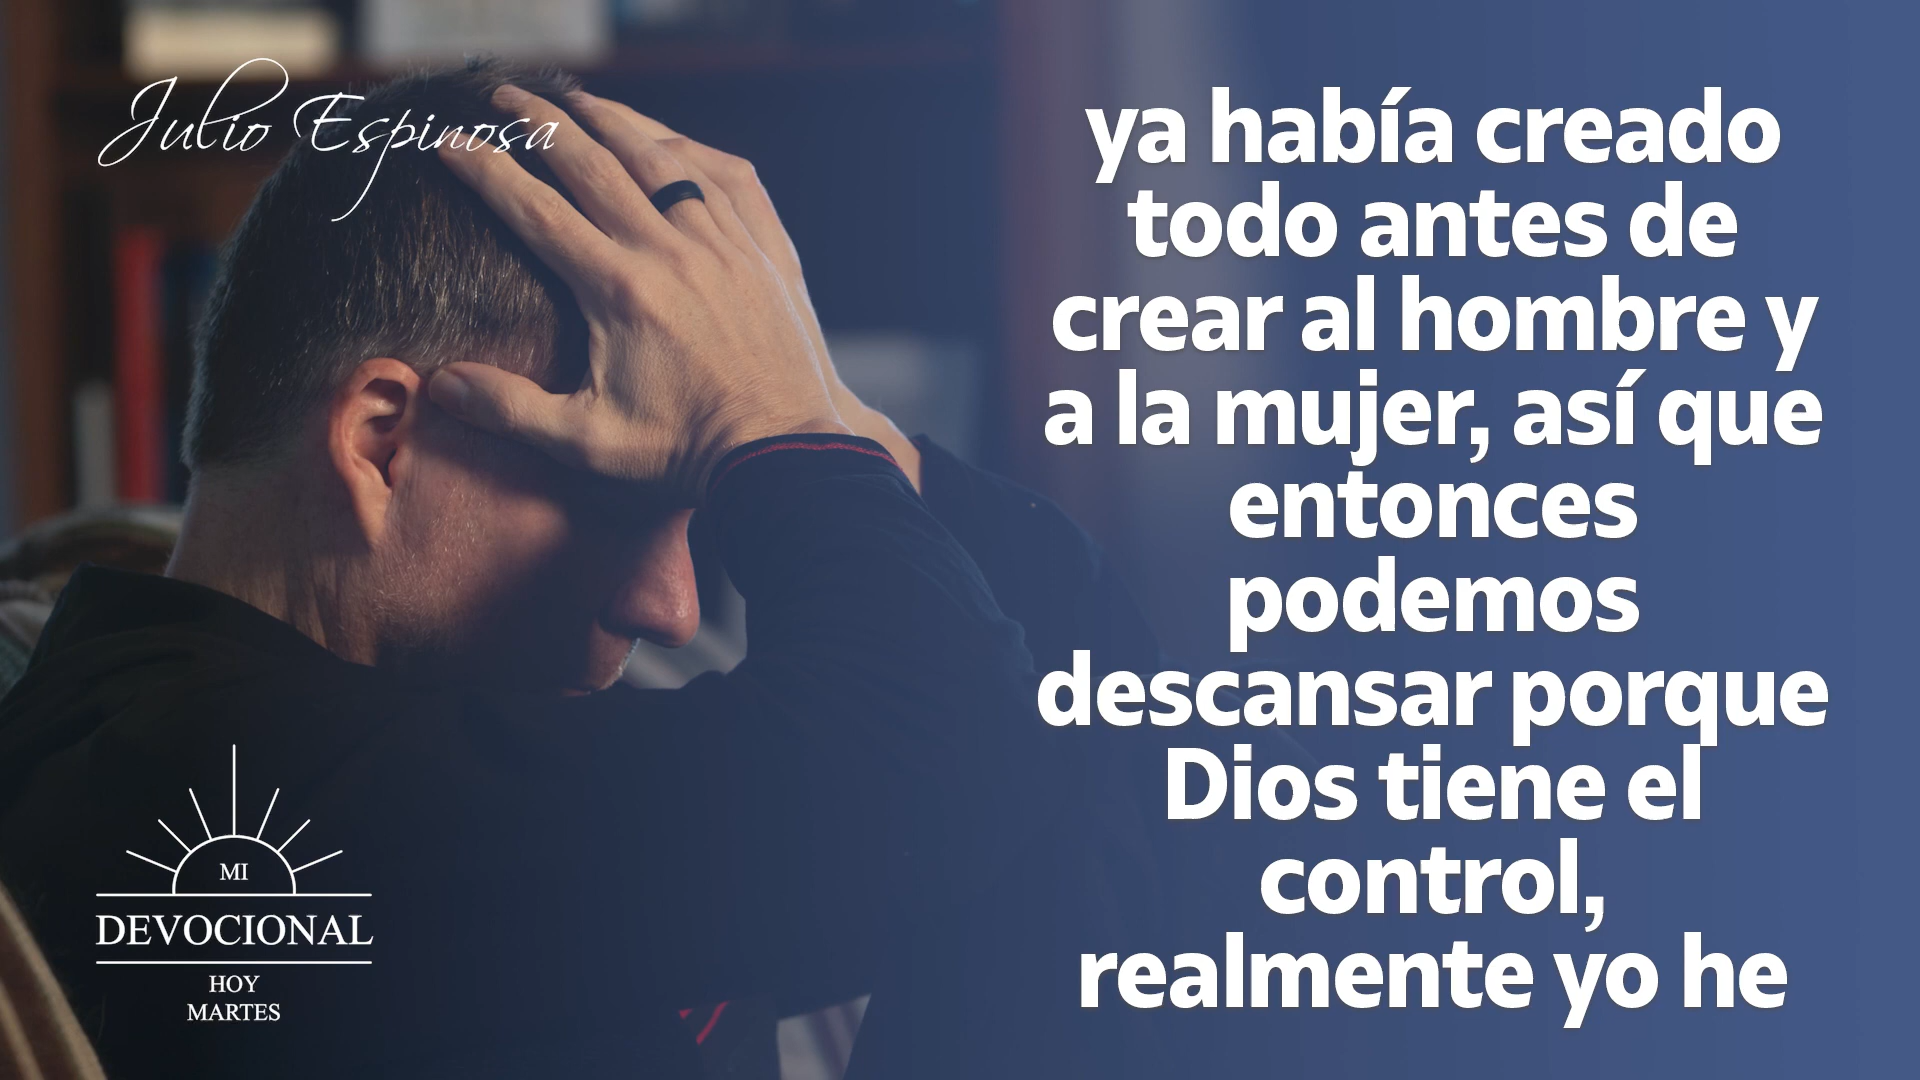 Julio Espinosa
ya había creado
todo antes de
crear al hombre y
a la mujer, así que
entonces
podemos
descansar porque
Dios tiene el
control,
realmente yo he
MI
DEVOCIONAL
HOY
MARTES